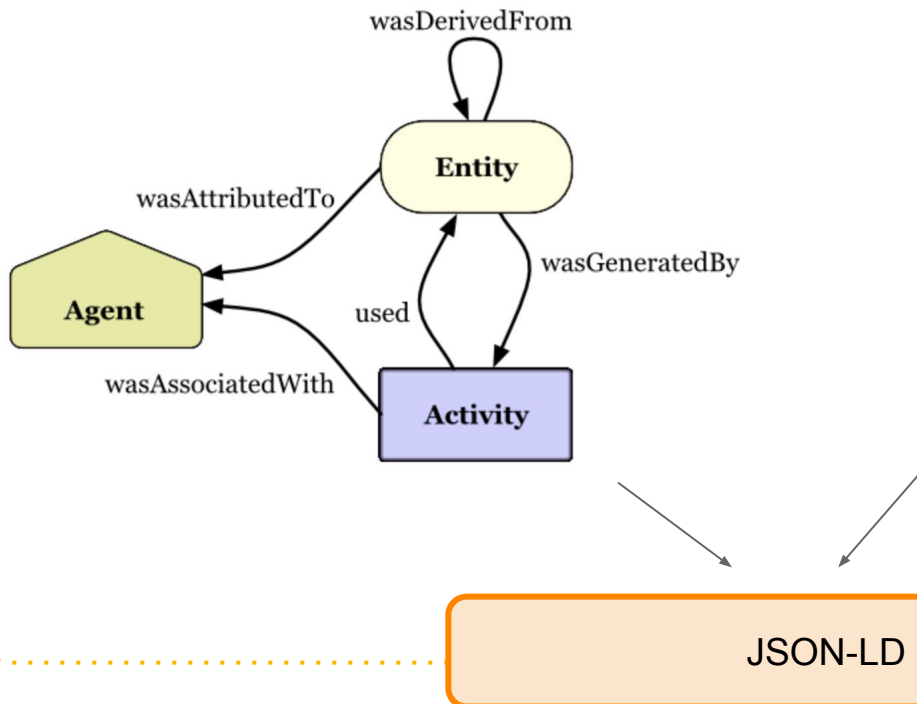 wasDerivedFrom
Entity
wasAttributedTo
wasGeneratedBy
Agent
used
wasAssociatedWith
Activity
JSON-LD